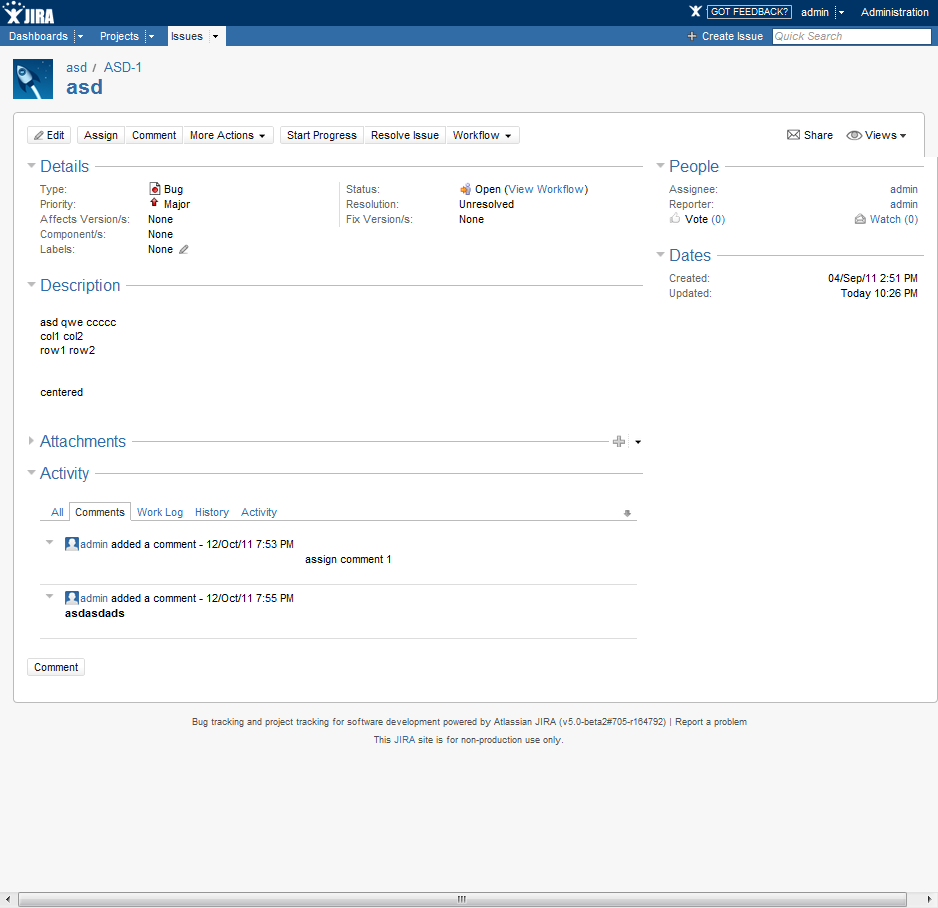 JIRA GOT FEEDBACK? admin Administration
Dashboards Projects Issues + Create Issue Quick Search
asd / ASD-1
asd
Edit Assign Comment More Actions Start Progress Resolve Issue Workflow Share Views
Details
Type: Bug
Priority: Major
Affects Version/s: None
Component/s: None
Labels: None
Status: Open (View Workflow)
Resolution: Unresolved
Fix Version/s: None
People
Assignee: admin
Reporter: admin
Vote (0) Watch (0)
Dates
Created: 04/Sep/11 2:51 PM
Updated: Today 10:26 PM
Description
asd qwe ccccc
col1 col2
row1 row2
centered
Attachments
Activity
All Comments Work Log History Activity
admin added a comment - 12/Oct/11 7:53 PM
assign comment 1
admin added a comment - 12/Oct/11 7:55 PM
asdasdads
Comment
Bug tracking and project tracking for software development powered by Atlassian JIRA (v5.0-beta2#705-r164792) | Report a problem
This JIRA site is for non-production use only.